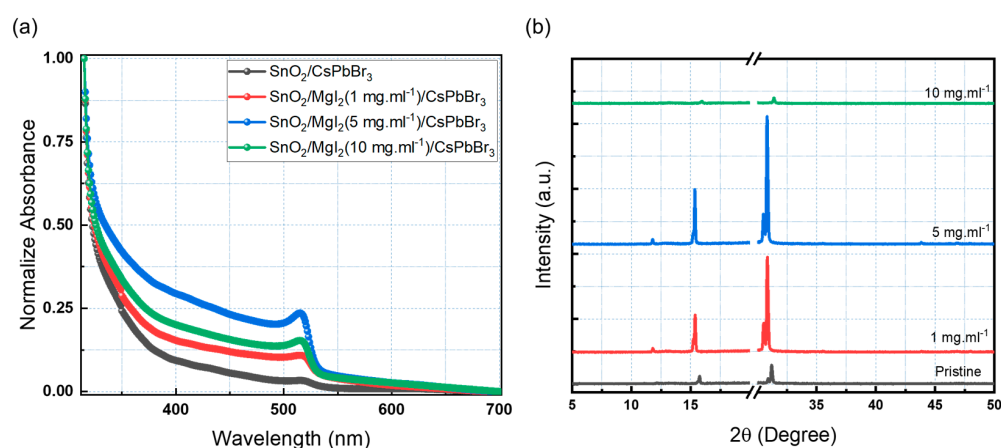 (a)
Normalize Absorbance
1.00
0.75
0.50
0.25
0.00
400
500
600
700
Wavelength (nm)
SnO₂/CsPbBr₃
SnO₂/MgI₂(1 mg.ml⁻¹)/CsPbBr₃
SnO₂/MgI₂(5 mg.ml⁻¹)/CsPbBr₃
SnO₂/MgI₂(10 mg.ml⁻¹)/CsPbBr₃
(b)
Intensity (a.u.)
10 mg.ml⁻¹
5 mg.ml⁻¹
1 mg.ml⁻¹
Pristine
5
10
15
30
35
40
45
50
2θ (Degree)